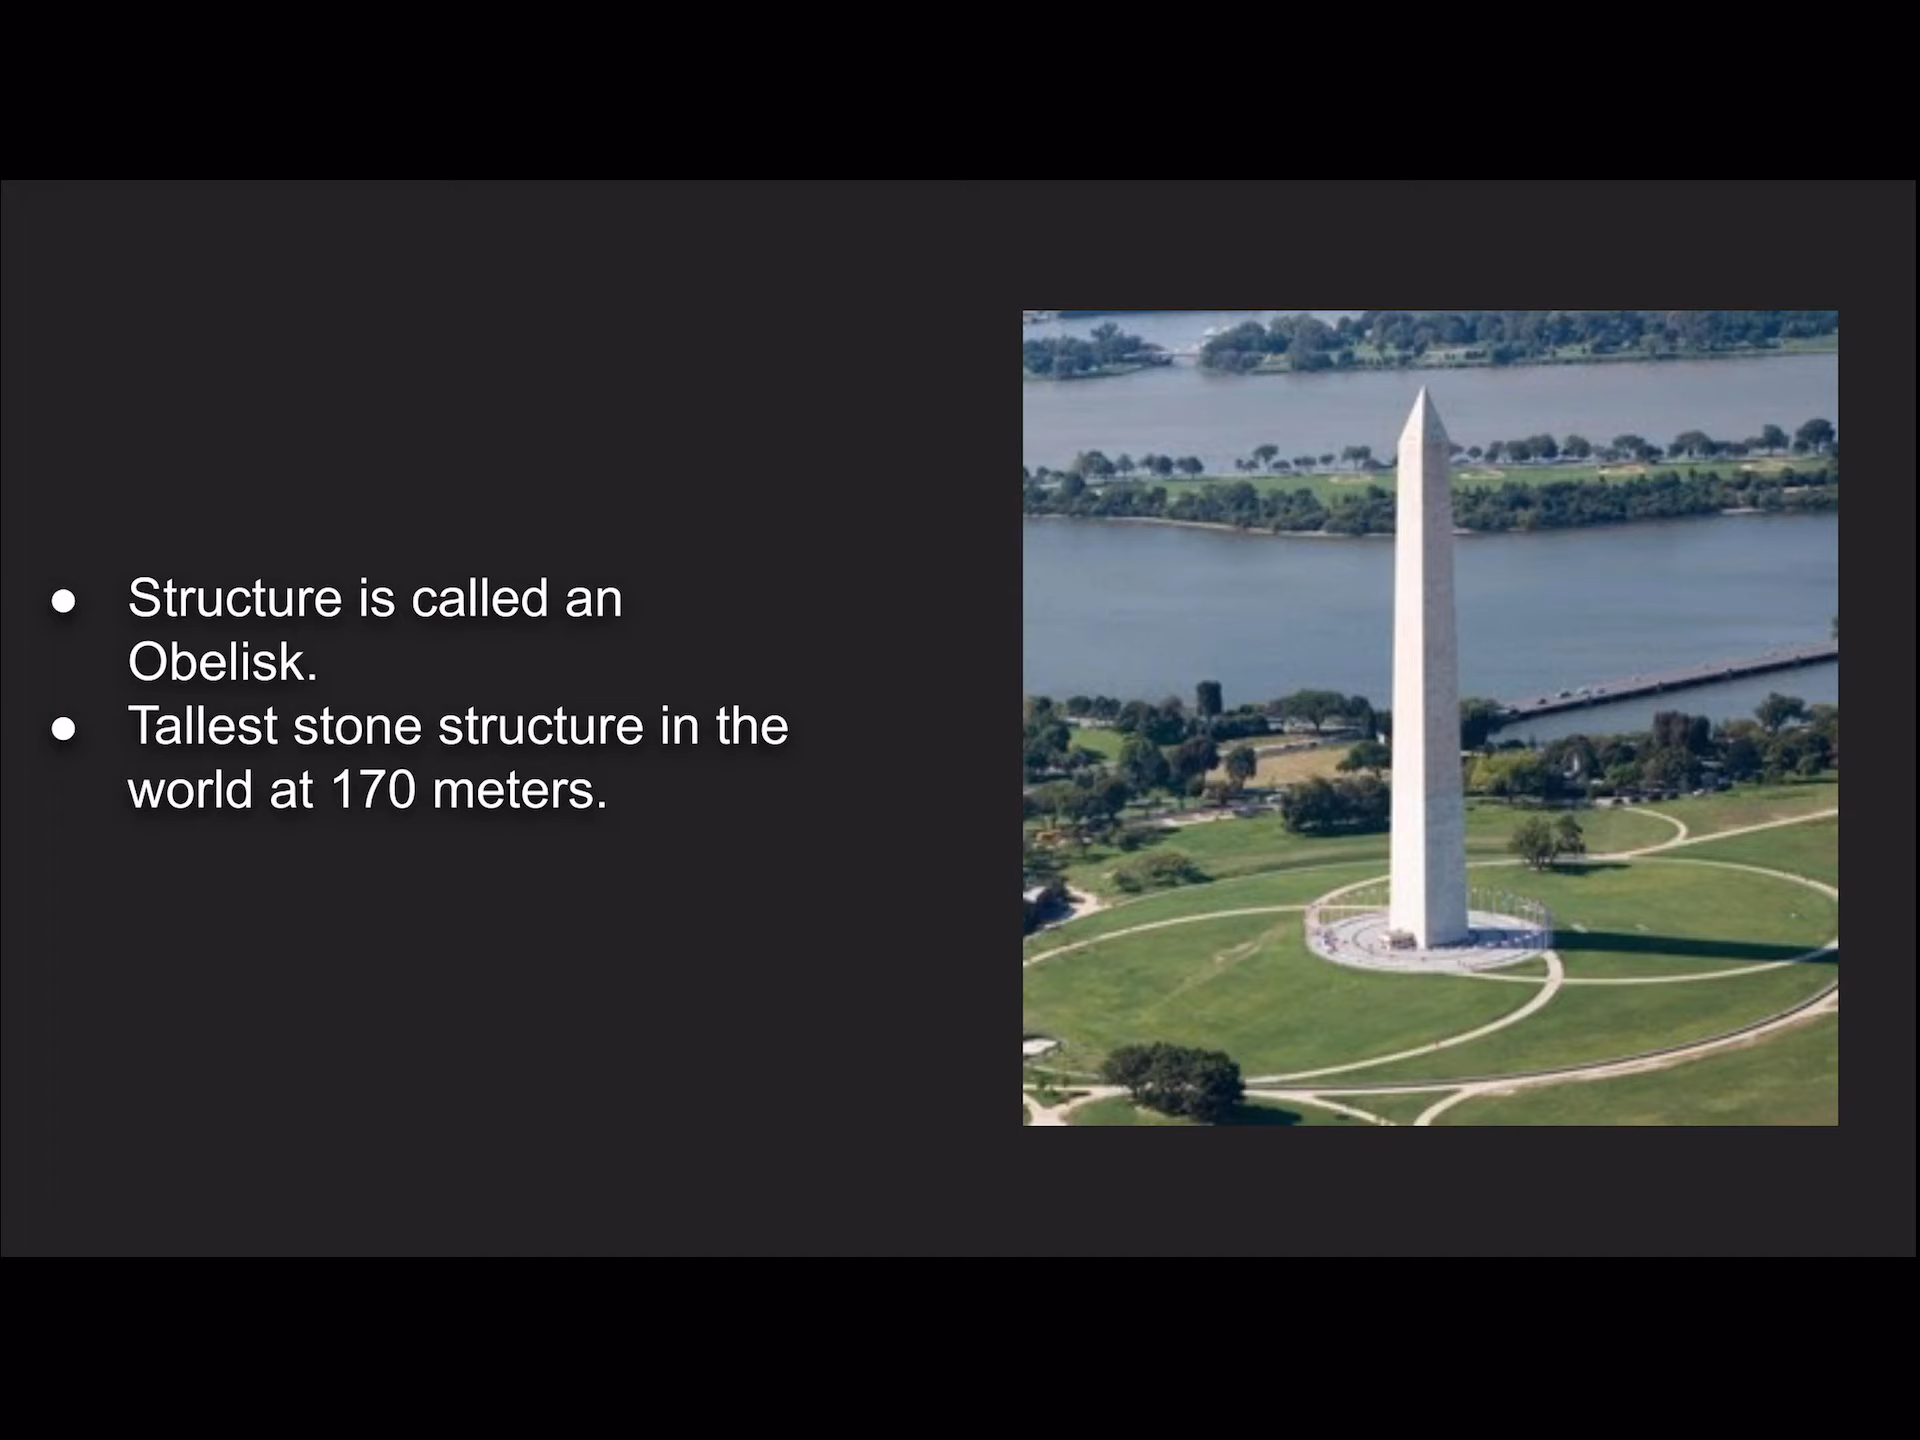 ● Structure is called an
Obelisk.
● Tallest stone structure in the
world at 170 meters.